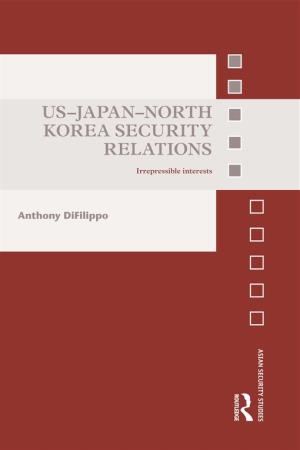 US–JAPAN–NORTH
KOREA SECURITY
RELATIONS
Irrepressible interests
Anthony DiFilippo
ASIAN SECURITY STUDIES
ROUTLEDGE